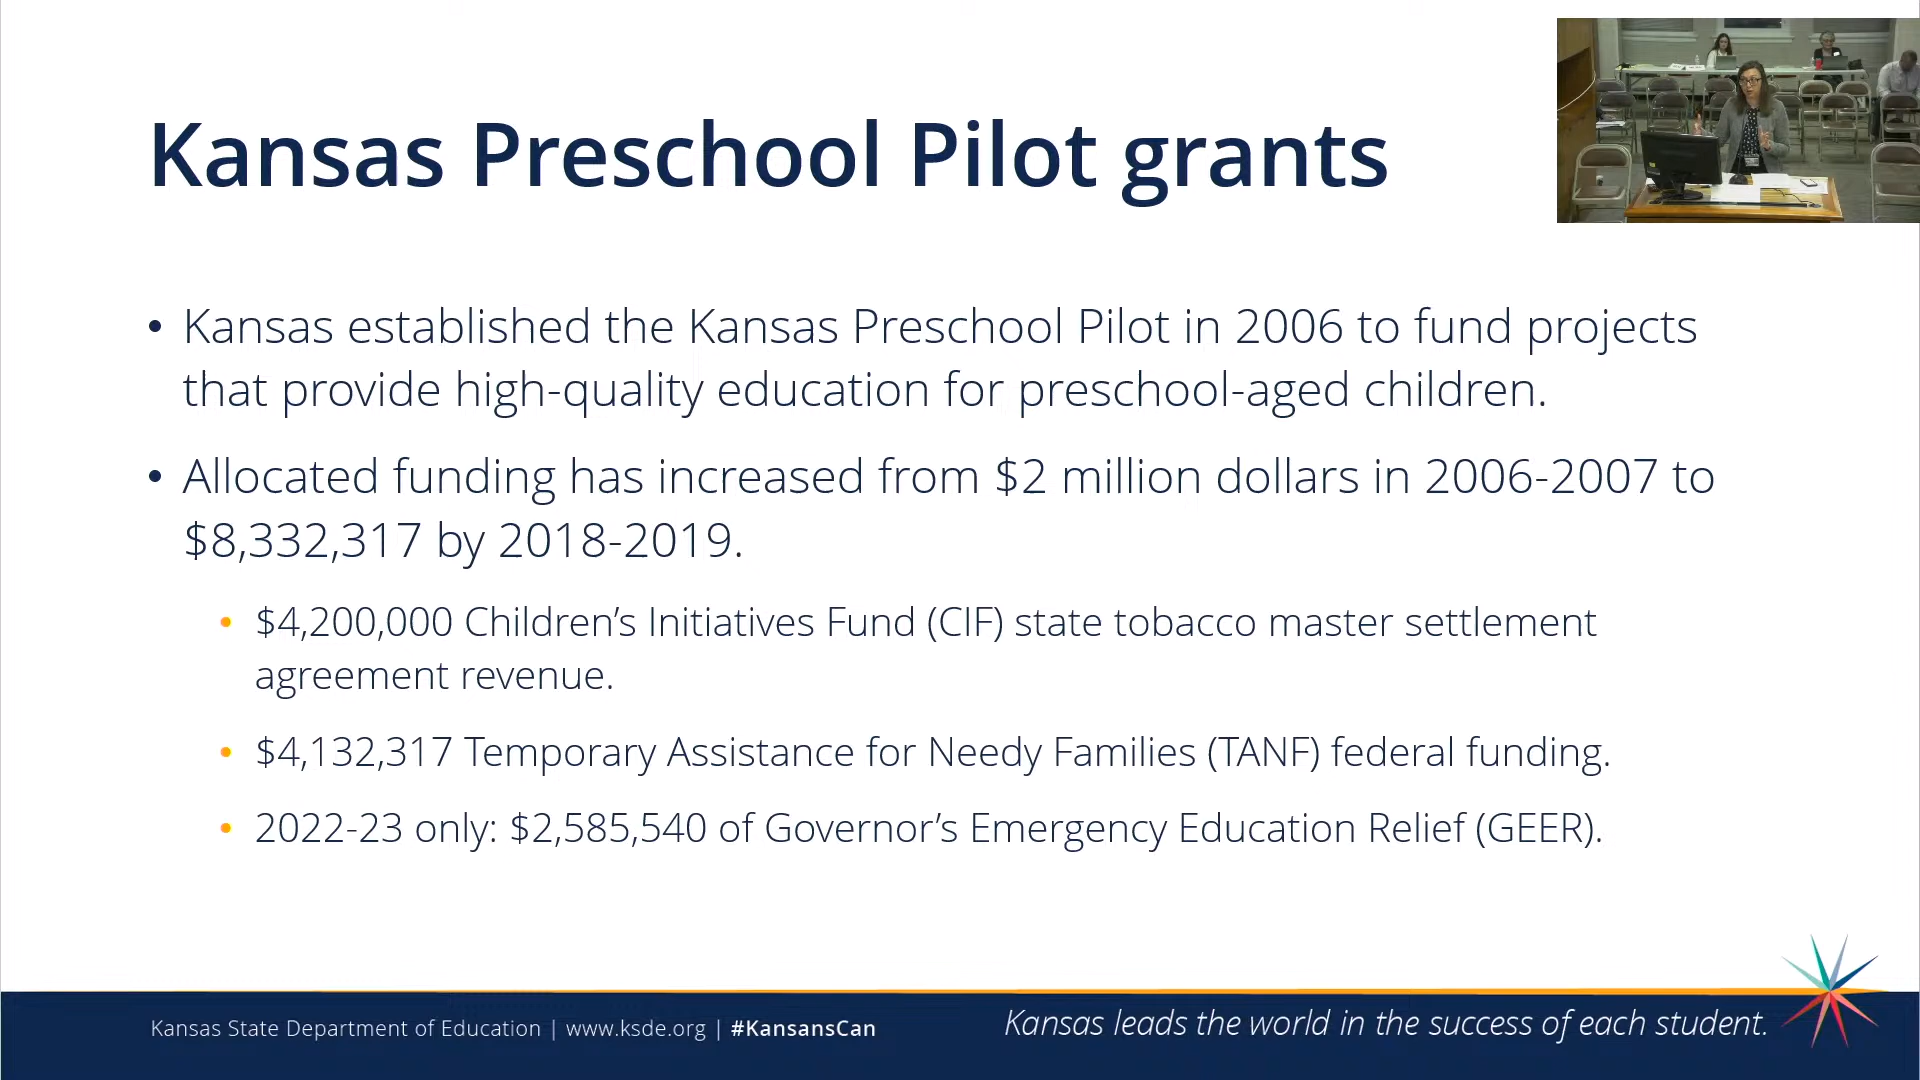 Kansas Preschool Pilot grants
• Kansas established the Kansas Preschool Pilot in 2006 to fund projects
that provide high-quality education for preschool-aged children.
• Allocated funding has increased from $2 million dollars in 2006-2007 to
$8,332,317 by 2018-2019.
• $4,200,000 Children’s Initiatives Fund (CIF) state tobacco master settlement
agreement revenue.
• $4,132,317 Temporary Assistance for Needy Families (TANF) federal funding.
• 2022-23 only: $2,585,540 of Governor’s Emergency Education Relief (GEER).
Kansas State Department of Education | www.ksde.org | #KansansCan
Kansas leads the world in the success of each student.